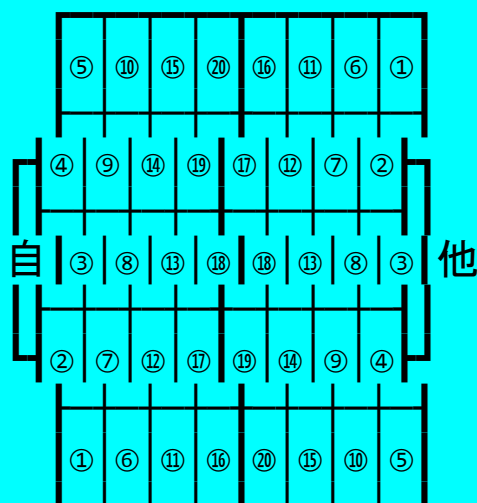 ⑤ ⑩ ⑮ ⑳ ⑯ ⑪ ⑥ ①
④ ⑨ ⑭ ⑲ ⑰ ⑫ ⑦ ②
自 ③ ⑧ ⑬ ⑱ ⑱ ⑬ ⑧ ③ 他
② ⑦ ⑫ ⑰ ⑲ ⑭ ⑨ ④
① ⑥ ⑪ ⑯ ⑳ ⑮ ⑩ ⑤